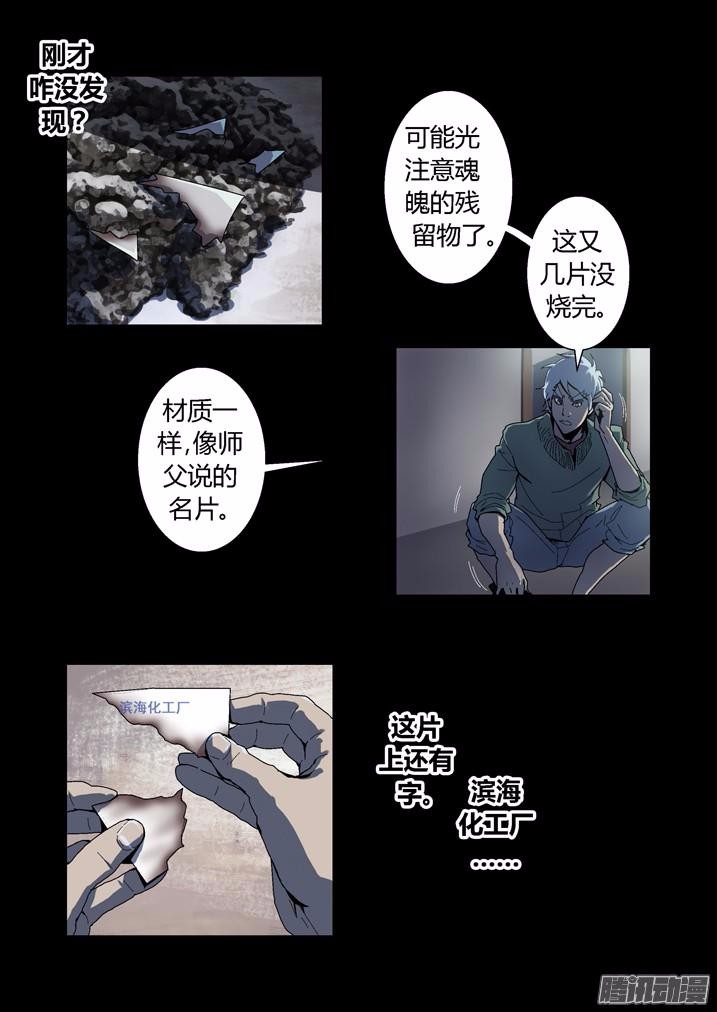 刚才
咋没发
现？
可能光
注意魂
魄的残
留物了。
这又
几片没
烧完。
材质一
样,像师
父说的
名片。
滨海化工厂
这片
上还有
字。
滨海
化工厂
……
腾讯动漫